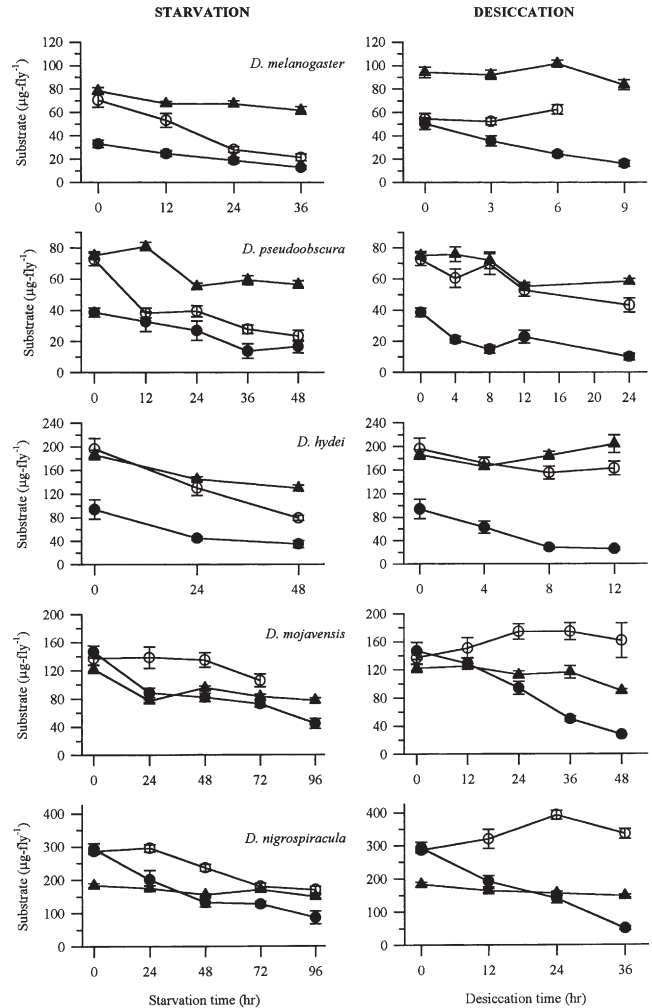 STARVATION
DESICCATION
Substrate (µg-fly⁻¹)
120
100
80
60
40
20
0
D. melanogaster
0 12 24 36
120
100
80
60
40
20
0
0 3 6 9
Substrate (µg-fly⁻¹)
80
60
40
20
0
D. pseudoobscura
0 12 24 36 48
80
60
40
20
0
0 4 8 12 16 20 24
Substrate (µg-fly⁻¹)
240
200
160
120
80
40
0
D. hydei
0 24 48
240
200
160
120
80
40
0
0 4 8 12
Substrate (µg-fly⁻¹)
200
160
120
80
40
0
D. mojavensis
0 24 48 72 96
200
160
120
80
40
0
0 12 24 36 48
Substrate (µg-fly⁻¹)
400
300
200
100
0
D. nigrospiracula
0 24 48 72 96
Starvation time (hr)
400
300
200
100
0
0 12 24 36
Desiccation time (hr)